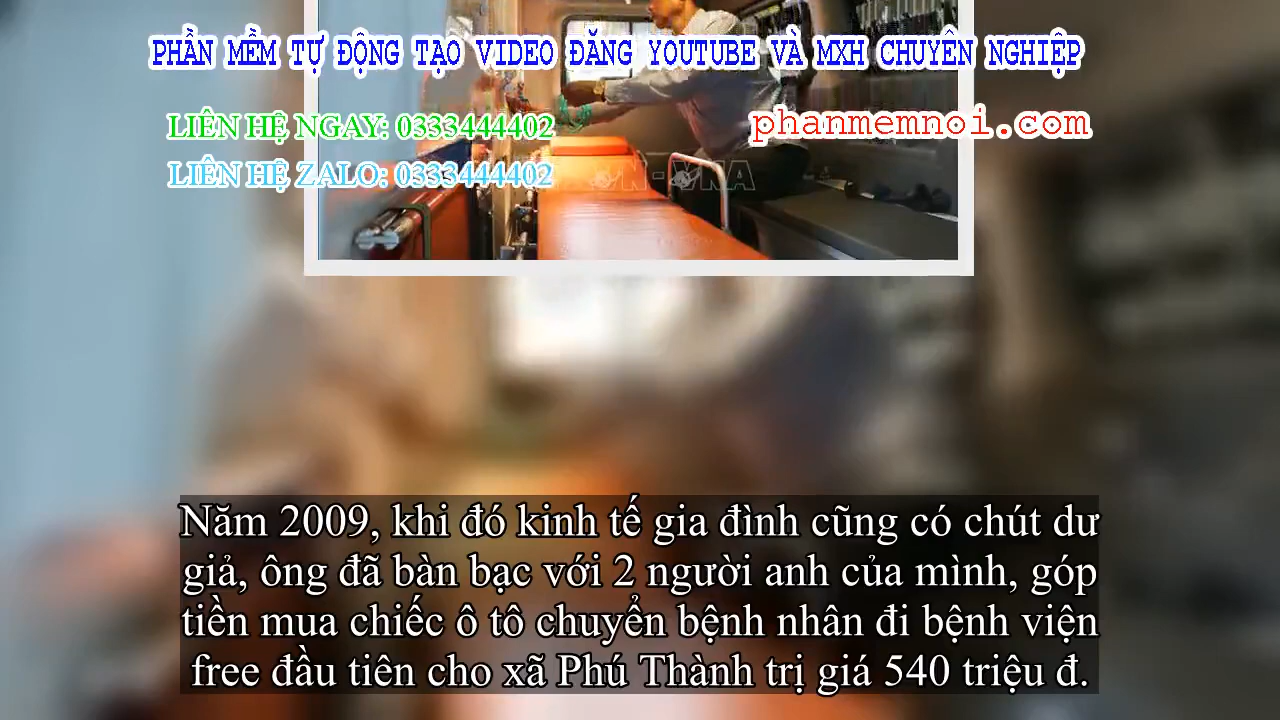 PHẦN MỀM TỰ ĐỘNG TẠO VIDEO ĐĂNG YOUTUBE VÀ MXH CHUYÊN NGHIỆP
LIÊN HỆ NGAY: 0333444402
phanmemnoi.com
LIÊN HỆ ZALO: 0333444402
Năm 2009, khi đó kinh tế gia đình cũng có chút dư
giả, ông đã bàn bạc với 2 người anh của mình, góp
tiền mua chiếc ô tô chuyển bệnh nhân đi bệnh viện
free đầu tiên cho xã Phú Thành trị giá 540 triệu đ.